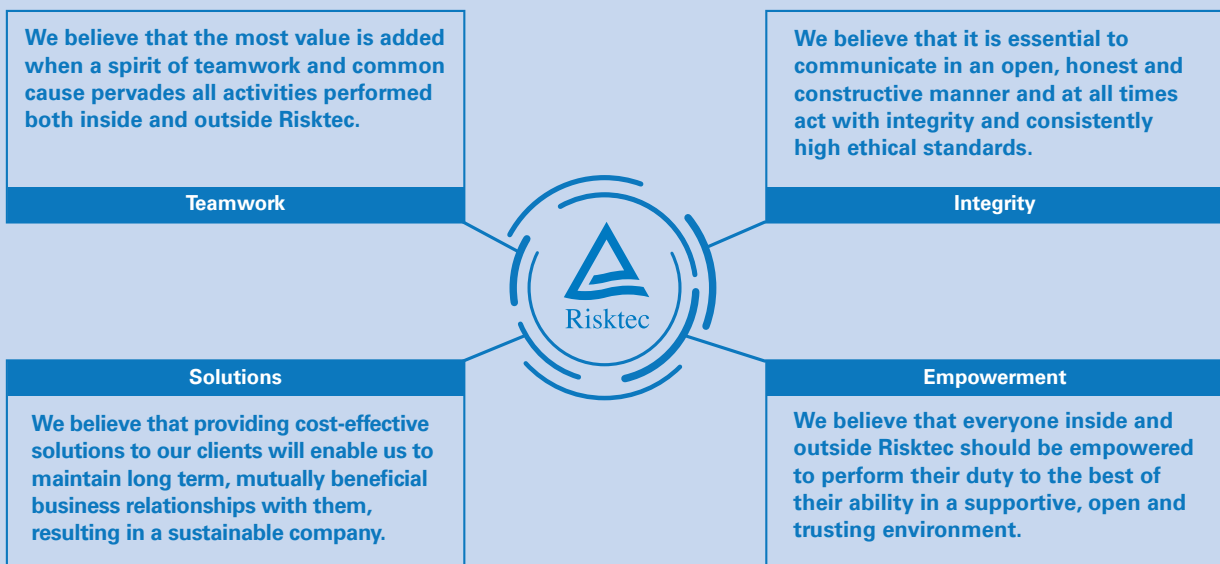 We believe that the most value is added
when a spirit of teamwork and common
cause pervades all activities performed
both inside and outside Risktec.
Teamwork
We believe that it is essential to
communicate in an open, honest and
constructive manner and at all times
act with integrity and consistently
high ethical standards.
Integrity
Risktec
Solutions
We believe that providing cost-effective
solutions to our clients will enable us to
maintain long term, mutually beneficial
business relationships with them,
resulting in a sustainable company.
Empowerment
We believe that everyone inside and
outside Risktec should be empowered
to perform their duty to the best of
their ability in a supportive, open and
trusting environment.